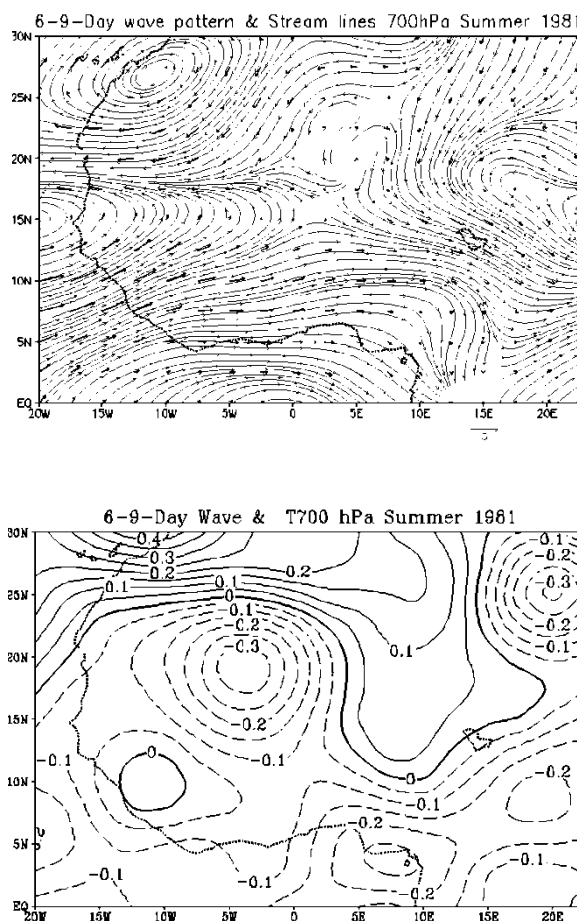 6-9-Day wave pattern & Stream lines 700hPa Summer 1981
30N
25N
20N
15N
10N
5N
EQ
20W 15W 10W 5W 0 5E 10E 15E 20E
6-9-Day Wave & T700 hPa Summer 1981
30N
25N
20N
15N
10N
5N
EQ
0.4
0.3
0.2
0.1
0
-0.1
-0.2
-0.3
-0.2
-0.1
0.2
0.1
-0.1
-0.2
-0.3
-0.1
0
-0.1
0
-0.1
-0.2
-0.2
-0.1
-0.1
-0.2
-0.1
20W 15W 10W 5W 0 5E 10E 15E 20E